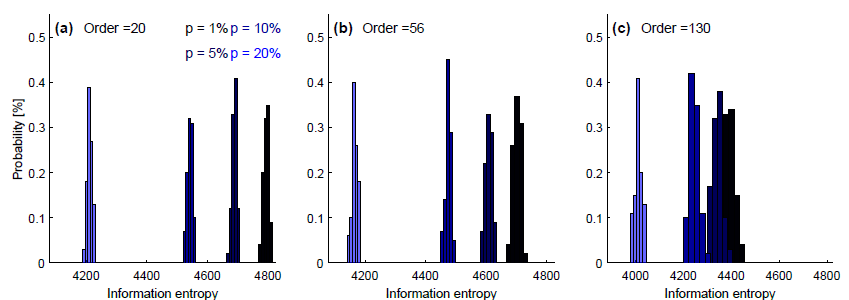 (a) Order =20
p = 1% p = 10%
p = 5% p = 20%
0.5
0.4
0.3
0.2
0.1
0
Probability [%]
4200 4400 4600 4800
Information entropy
(b) Order =56
0.5
0.4
0.3
0.2
0.1
0
4200 4400 4600 4800
Information entropy
(c) Order =130
0.5
0.4
0.3
0.2
0.1
0
4000 4200 4400 4600 4800
Information entropy